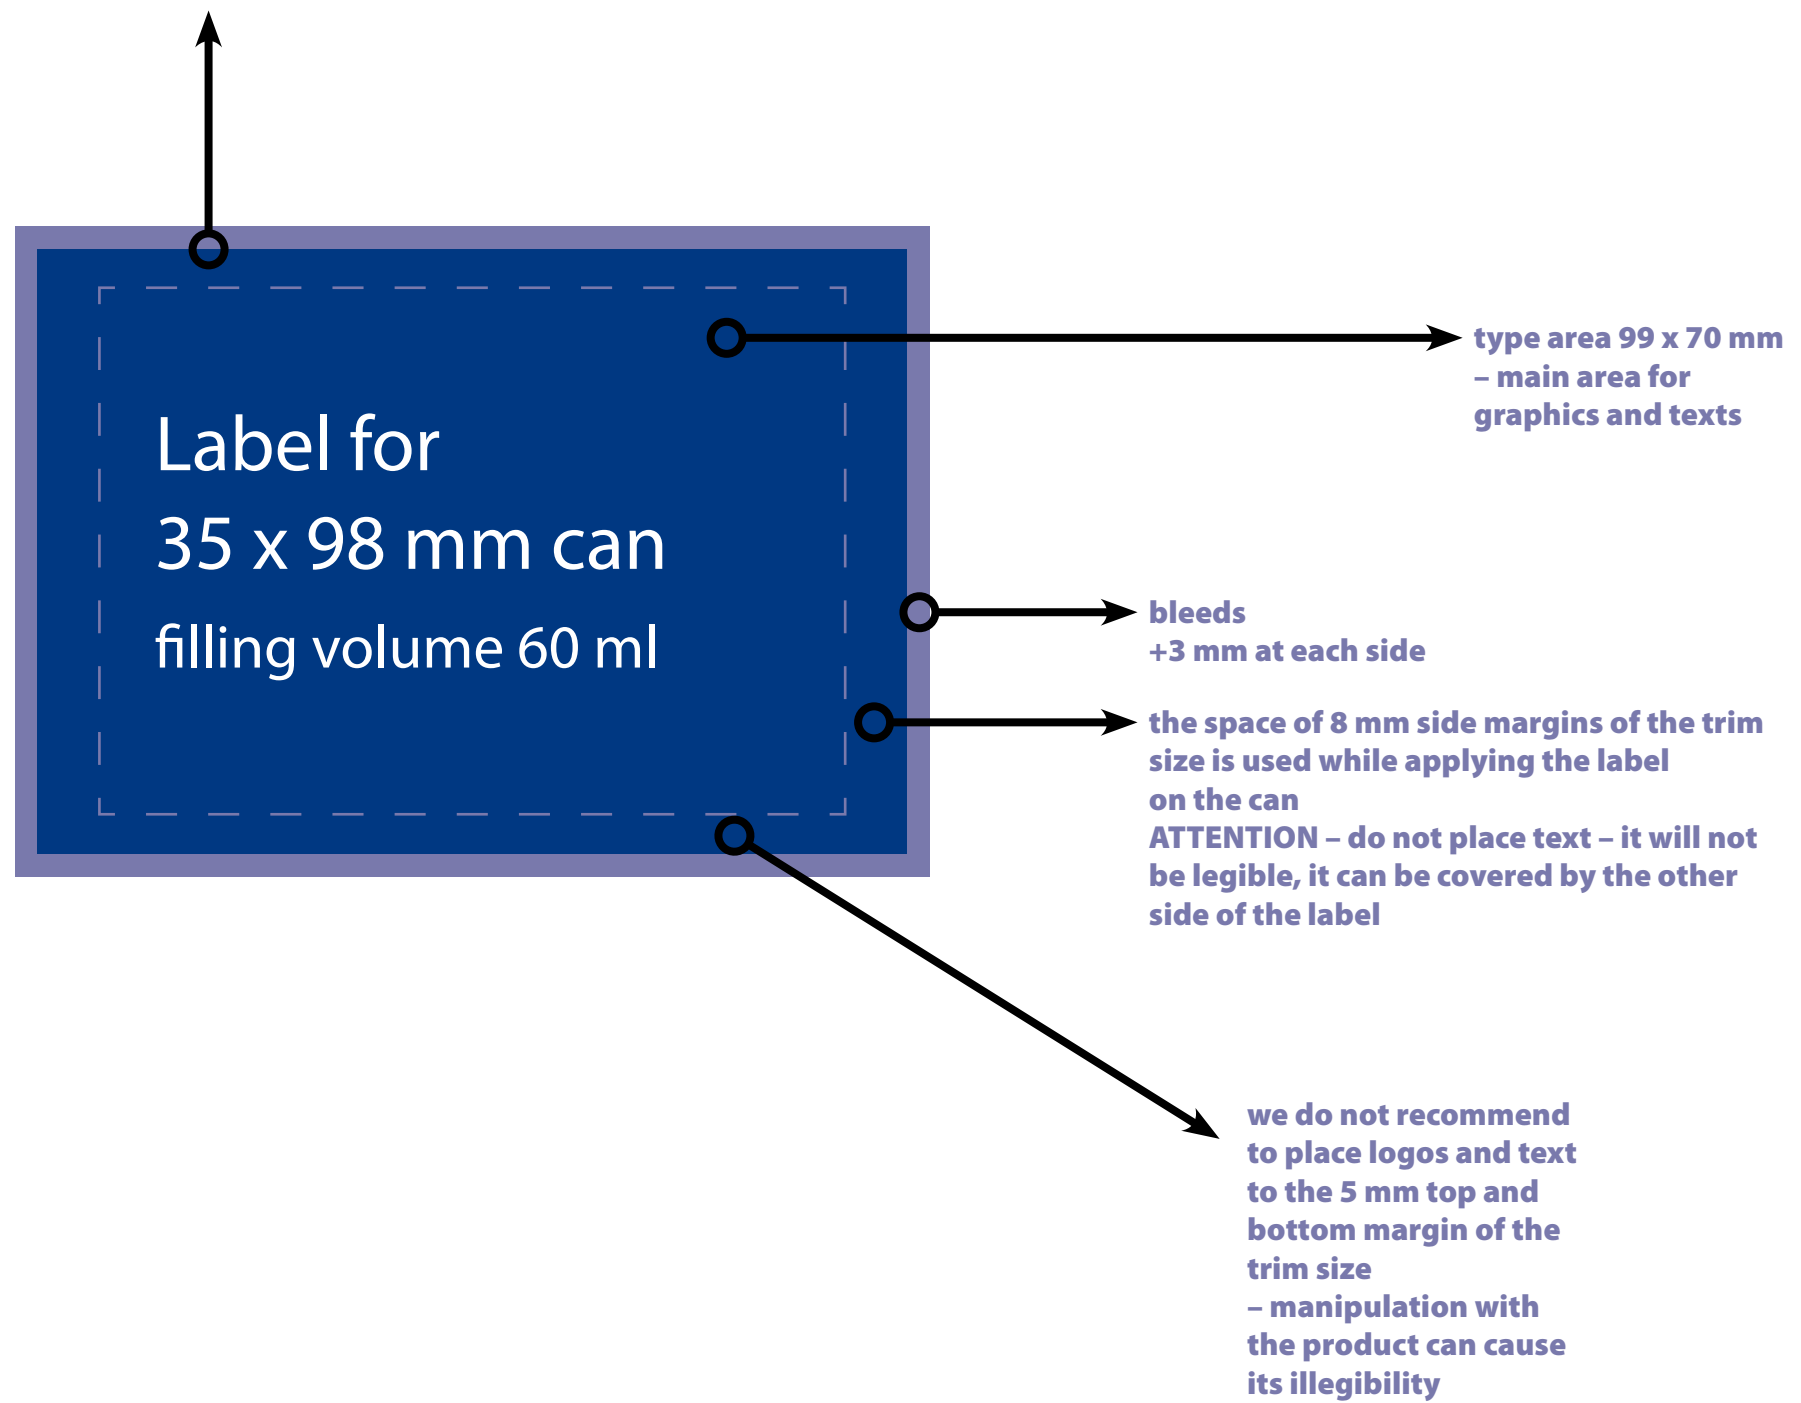 type area 99 x 70 mm
– main area for
graphics and texts
Label for
35 x 98 mm can
filling volume 60 ml
bleeds
+3 mm at each side
the space of 8 mm side margins of the trim
size is used while applying the label
on the can
ATTENTION – do not place text – it will not
be legible, it can be covered by the other
side of the label
we do not recommend
to place logos and text
to the 5 mm top and
bottom margin of the
trim size
– manipulation with
the product can cause
its illegibility